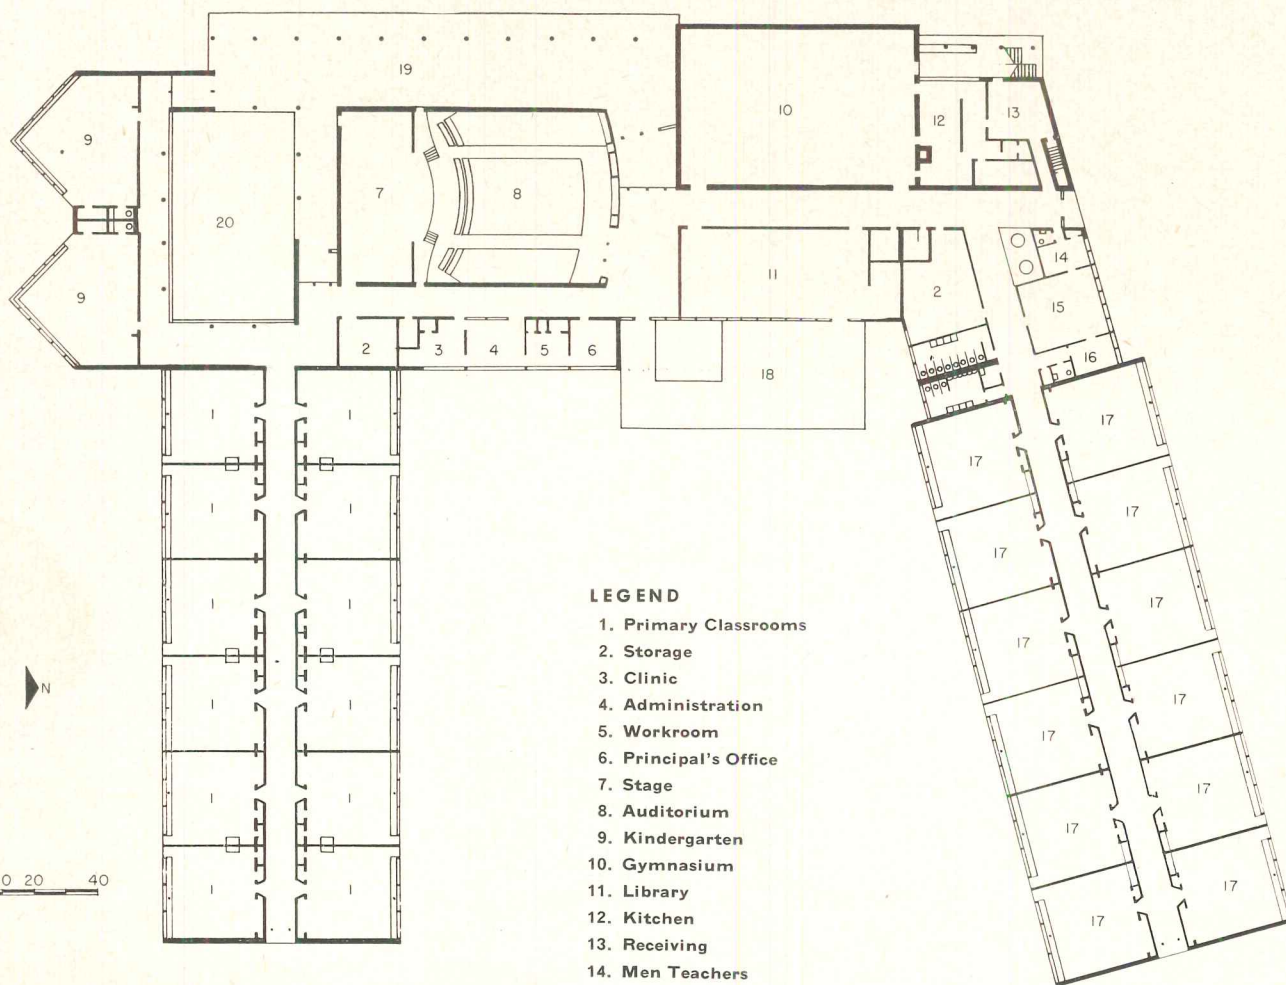 19
10
9
12
13
7
8
20
9
11
14
2
15
2
3
4
5
6
16
18
1
1
17
17
1
1
17
17
1
1
17
17
LEGEND
1. Primary Classrooms
2. Storage
3. Clinic
4. Administration
5. Workroom
6. Principal's Office
7. Stage
8. Auditorium
9. Kindergarten
10. Gymnasium
11. Library
12. Kitchen
13. Receiving
14. Men Teachers
N
1
1
17
17
1
1
17
17
1
1
17
17
0 20 40